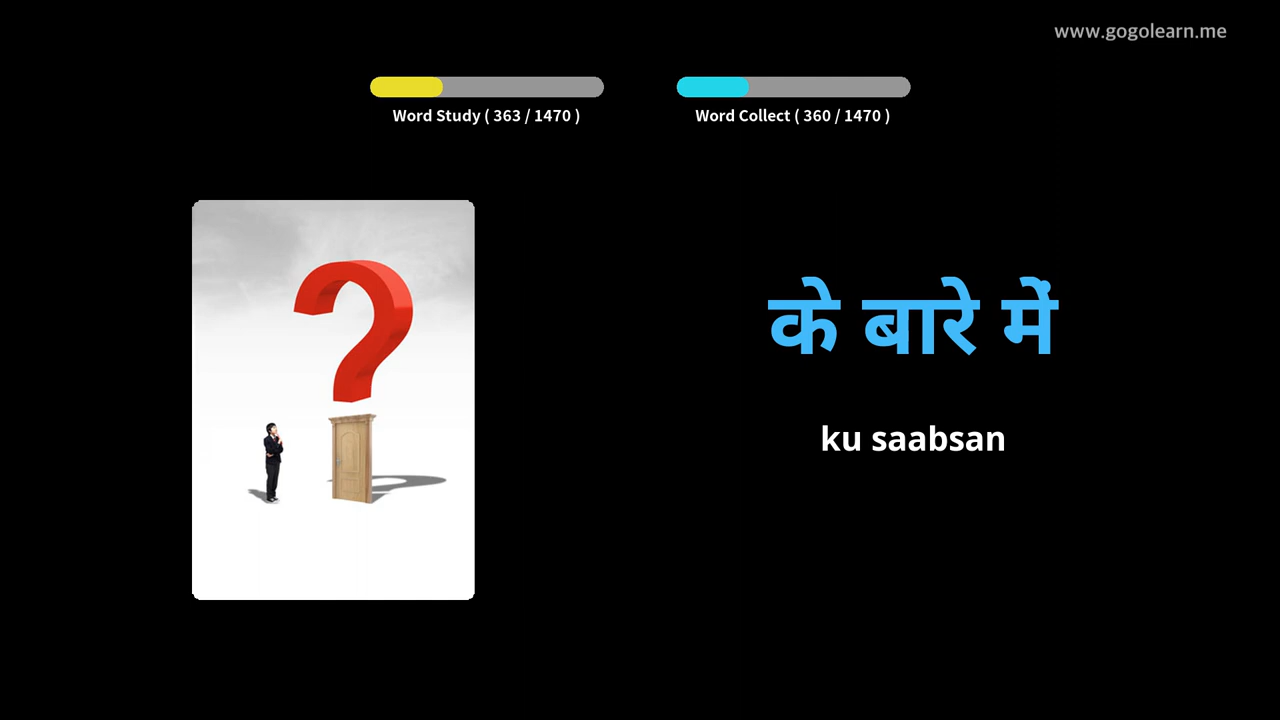 www.gogolearn.me
Word Study ( 363 / 1470 )
Word Collect ( 360 / 1470 )
के बारे में
ku saabsan